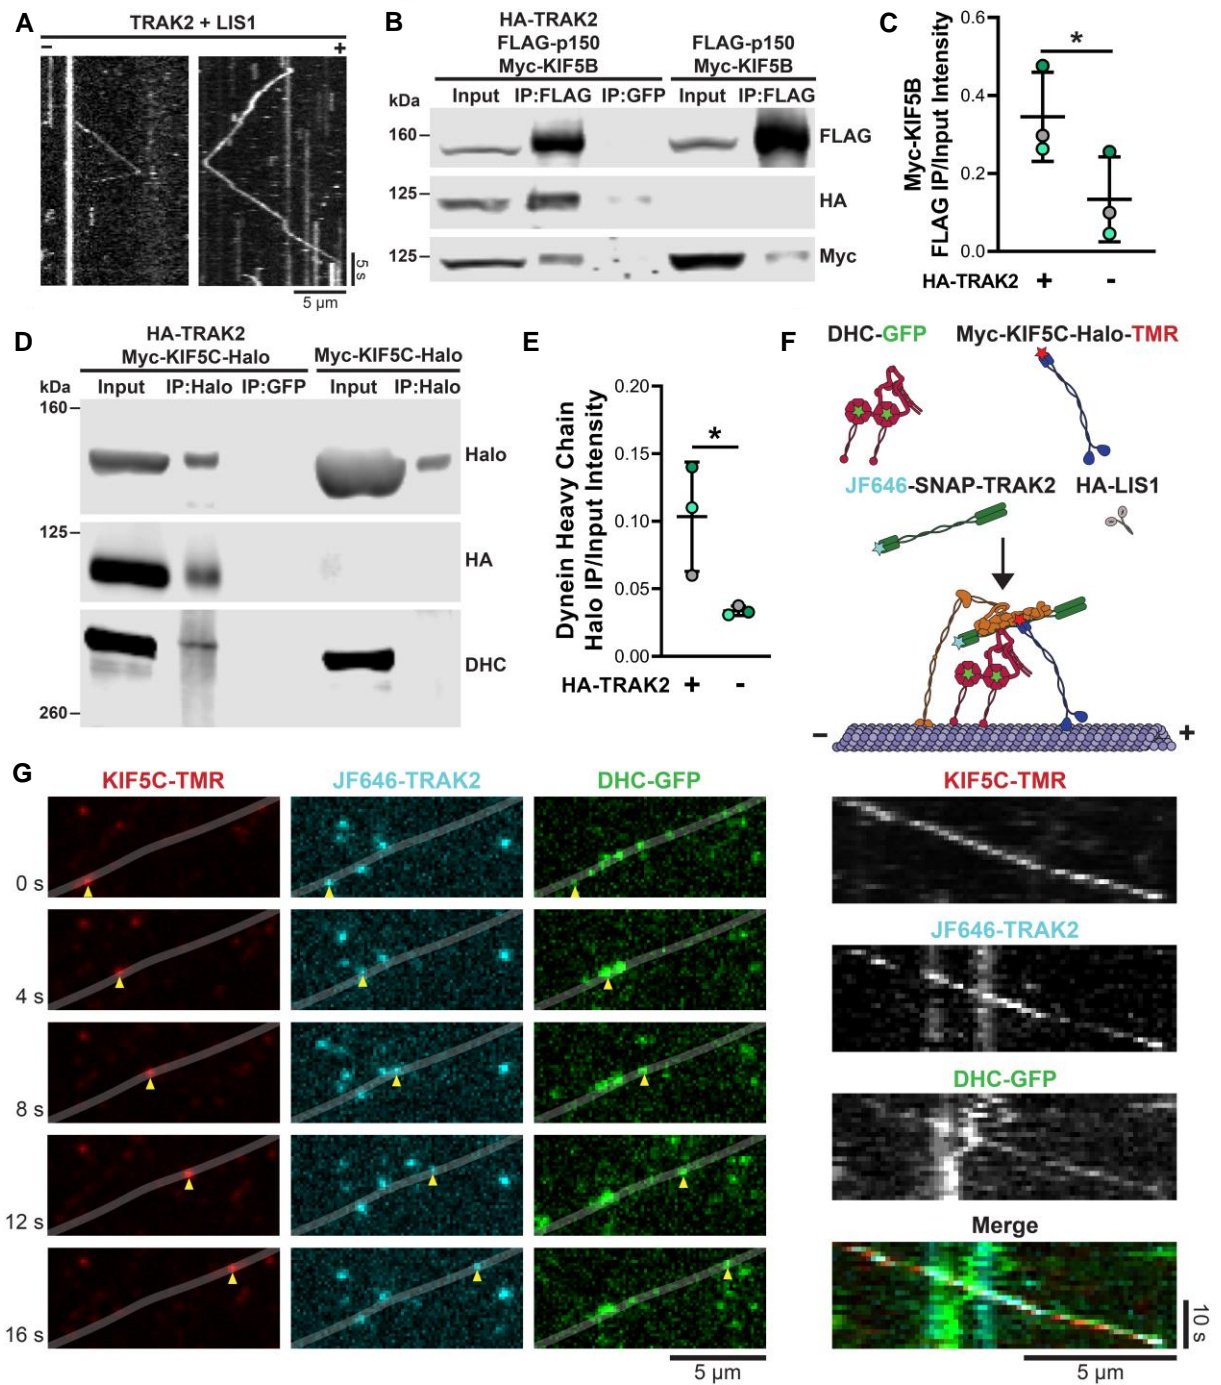 A
TRAK2 + LIS1
− +
5 s
5 µm
B
HA-TRAK2
FLAG-p150
Myc-KIF5B
FLAG-p150
Myc-KIF5B
kDa
Input IP:FLAG IP:GFP Input IP:FLAG
160
FLAG
125
HA
125
Myc
C
Myc-KIF5B
FLAG IP/Input Intensity
0.6
0.4
0.2
0.0
*
HA-TRAK2 + -
D
HA-TRAK2
Myc-KIF5C-Halo
Myc-KIF5C-Halo
kDa
Input IP:Halo IP:GFP Input IP:Halo
160
Halo
125
HA
DHC
260
E
Dynein Heavy Chain
Halo IP/Input Intensity
0.20
0.15
0.10
0.05
0.00
*
HA-TRAK2 + -
F
DHC-GFP Myc-KIF5C-Halo-TMR
JF646-SNAP-TRAK2 HA-LIS1
− +
G
KIF5C-TMR JF646-TRAK2 DHC-GFP
0 s
4 s
8 s
12 s
16 s
5 µm
KIF5C-TMR
JF646-TRAK2
DHC-GFP
Merge
10 s
5 µm